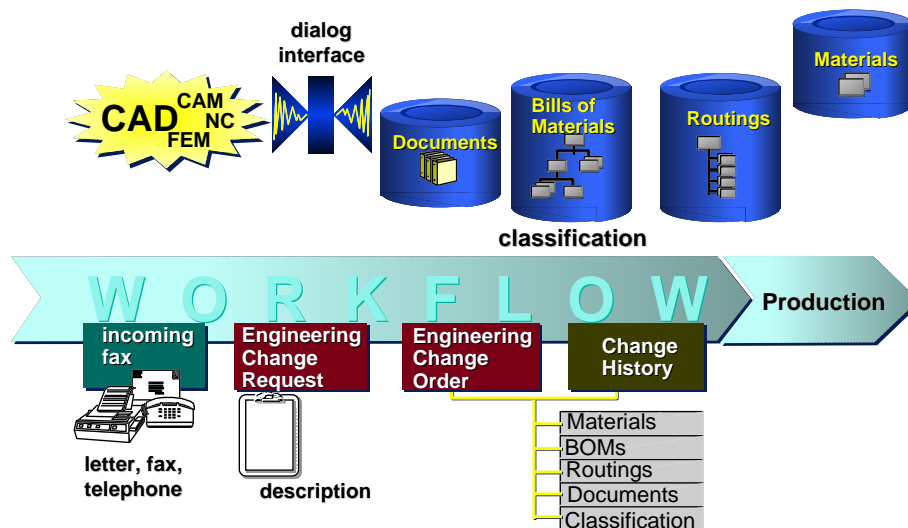 dialog
interface
CAD
CAM
NC
FEM
Documents
Bills of
Materials
Routings
Materials
classification
WORKFLOW
Production
incoming
fax
Engineering
Change
Request
Engineering
Change
Order
Change
History
letter, fax,
telephone
description
Materials
BOMs
Routings
Documents
Classification